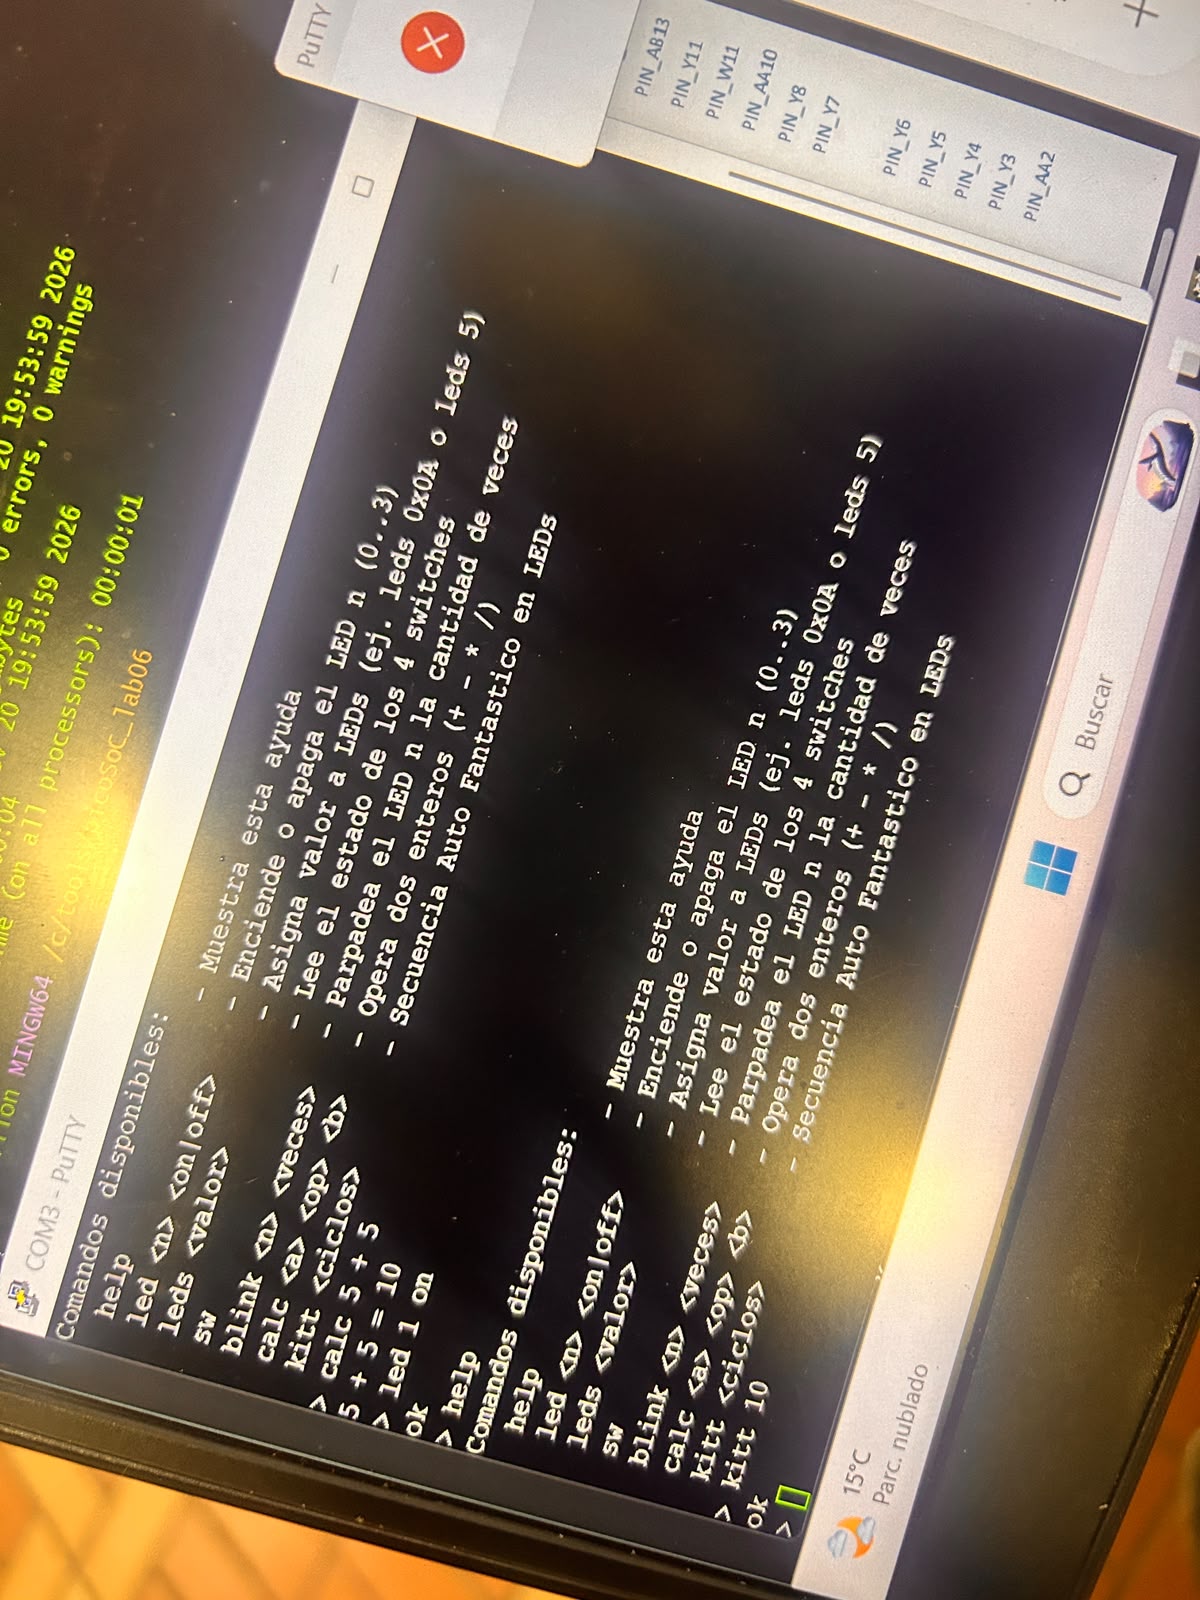 20 19:53:59 2026
0 errors, 0 warnings
20 19:53:59 2026
(on all processors): 00:00:01
MINGW64
COM3 - PuTTY
Comandos disponibles:
help - Muestra esta ayuda
led <n> <on|off> - Enciende o apaga el LED n (0..3)
leds <valor> - Asigna valor a LEDs (ej. leds 0x0A o leds 5)
sw - Lee el estado de los 4 switches
blink <n> <veces> - Parpadea el LED n la cantidad de veces
calc <a> <op> <b> - Opera dos enteros (+ - * /)
kitt <ciclos> - Secuencia Auto Fantastico en LEDs
> calc 5 + 5
5 + 5 = 10
> led 1 on
ok
> help
Comandos disponibles:
help - Muestra esta ayuda
led <n> <on|off> - Enciende o apaga el LED n (0..3)
leds <valor> - Asigna valor a LEDs (ej. leds 0x0A o leds 5)
sw - Lee el estado de los 4 switches
blink <n> <veces> - Parpadea el LED n la cantidad de veces
calc <a> <op> <b> - Opera dos enteros (+ - * /)
kitt <ciclos> - Secuencia Auto Fantastico en LEDs
> kitt 10
ok
>
PuTTY
PIN_AB13
PIN_Y11
PIN_W11
PIN_AA10
PIN_Y8
PIN_Y7
PIN_Y6
PIN_Y5
PIN_Y4
PIN_Y3
PIN_AA2
15°C
Parc. nublado
Buscar